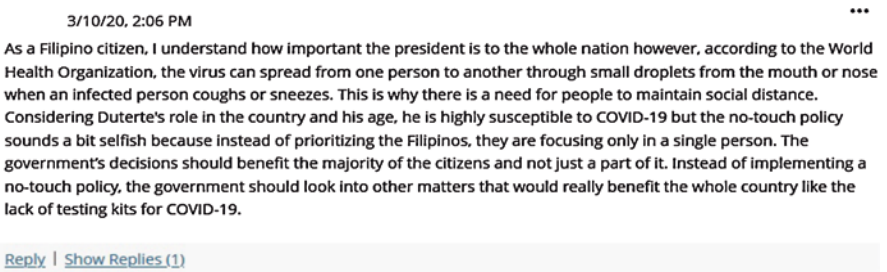 3/10/20, 2:06 PM
As a Filipino citizen, I understand how important the president is to the whole nation however, according to the World
Health Organization, the virus can spread from one person to another through small droplets from the mouth or nose
when an infected person coughs or sneezes. This is why there is a need for people to maintain social distance.
Considering Duterte's role in the country and his age, he is highly susceptible to COVID-19 but the no-touch policy
sounds a bit selfish because instead of prioritizing the Filipinos, they are focusing only in a single person. The
government's decisions should benefit the majority of the citizens and not just a part of it. Instead of implementing a
no-touch policy, the government should look into other matters that would really benefit the whole country like the
lack of testing kits for COVID-19.
Reply | Show Replies (1)